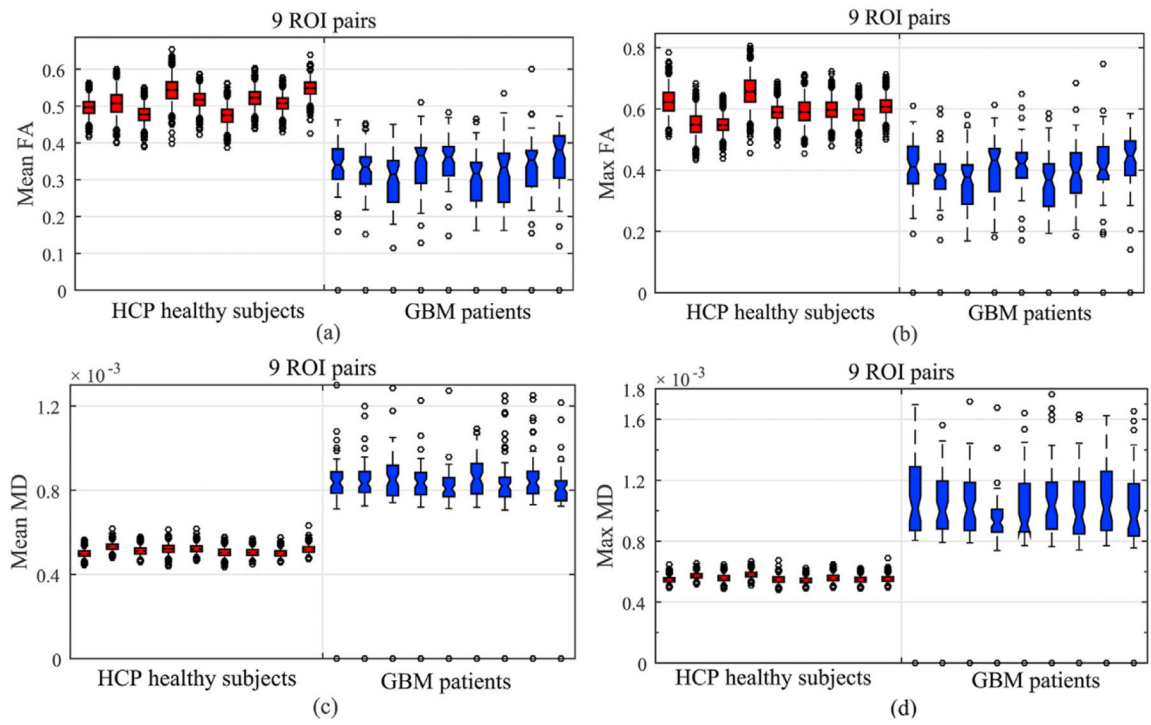 9 ROI pairs
Mean FA
0.6
0.5
0.4
0.3
0.2
0.1
0
HCP healthy subjects
GBM patients
(a)
9 ROI pairs
Max FA
0.8
0.6
0.4
0.2
0
HCP healthy subjects
GBM patients
(b)
9 ROI pairs
× 10⁻³
Mean MD
1.2
0.8
0.4
0
HCP healthy subjects
GBM patients
(c)
9 ROI pairs
× 10⁻³
Max MD
1.8
1.6
1.2
0.8
0.4
0
HCP healthy subjects
GBM patients
(d)